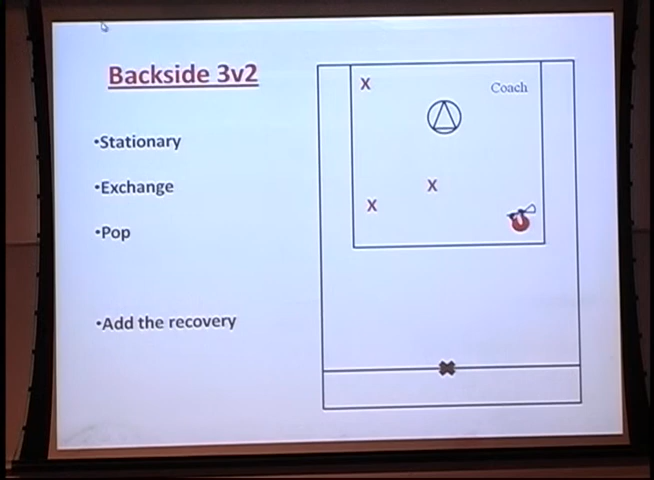 Backside 3v2
•Stationary
•Exchange
•Pop
•Add the recovery
X
Coach
X
X